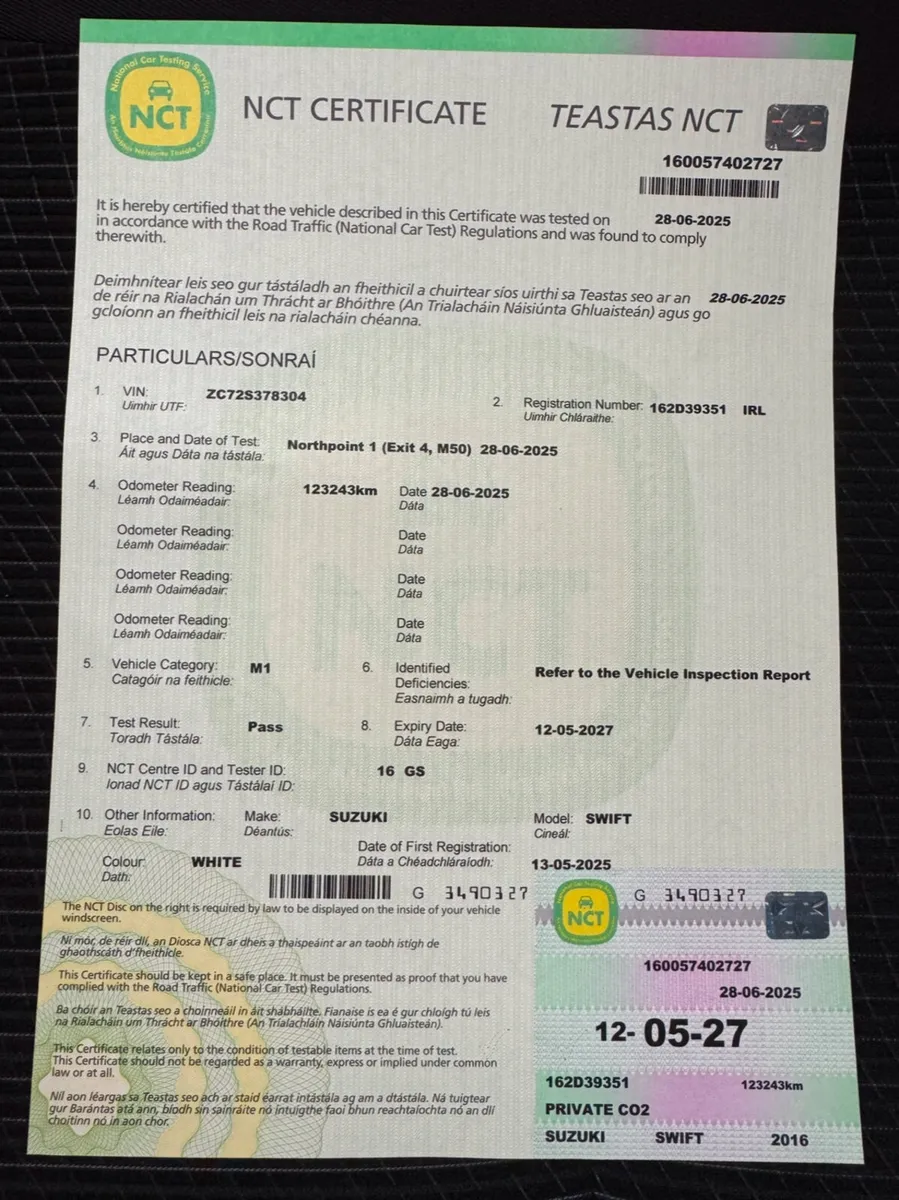 National Car Testing Service
NCT
An tSeirbhís Náisiúnta Tástála Carranna
NCT CERTIFICATE TEASTAS NCT
160057402727
It is hereby certified that the vehicle described in this Certificate was tested on 28-06-2025
in accordance with the Road Traffic (National Car Test) Regulations and was found to comply
therewith.
Deimhnítear leis seo gur tástáladh an fheithicil a chuirtear síos uirthi sa Teastas seo ar an 28-06-2025
de réir na Rialachán um Thrácht ar Bhóithre (An Trialacháin Náisiúnta Ghluaisteán) agus go
gcloíonn an fheithicil leis na rialacháin chéanna.
PARTICULARS/SONRAÍ
1. VIN: ZC72S378304
Uimhir UTF:
2. Registration Number: 162D39351 IRL
Uimhir Chláraithe:
3. Place and Date of Test: Northpoint 1 (Exit 4, M50) 28-06-2025
Áit agus Dáta na tástála:
4. Odometer Reading: 123243km Date 28-06-2025
Léamh Odaiméadair: Dáta
Odometer Reading: Date
Léamh Odaiméadair: Dáta
Odometer Reading: Date
Léamh Odaiméadair: Dáta
Odometer Reading: Date
Léamh Odaiméadair: Dáta
5. Vehicle Category: M1
Catagóir na feithicle:
6. Identified Deficiencies: Refer to the Vehicle Inspection Report
Easnaimh a tugadh:
7. Test Result: Pass
Toradh Tástála:
8. Expiry Date: 12-05-2027
Dáta Eaga:
9. NCT Centre ID and Tester ID: 16 GS
Ionad NCT ID agus Tástálaí ID:
10. Other Information: Make: SUZUKI Model: SWIFT
Eolas Eile: Déantús: Cineál:
Date of First Registration:
Colour: WHITE Dáta a Chéadchláraíodh: 13-05-2025
Dath:
G 3490327
The NCT Disc on the right is required by law to be displayed on the inside of your vehicle
windscreen.
Ní mór, de réir dlí, an Diosca NCT ar dheis a thaispeáint ar an taobh istigh de
ghaothscáth d'fheithicle.
This Certificate should be kept in a safe place. It must be presented as proof that you have
complied with the Road Traffic (National Car Test) Regulations.
Ba chóir an Teastas seo a choinneáil in áit shábháilte. Fianaise is ea é gur chloígh tú leis
na Rialacháin um Thrácht ar Bhóithre (An Trialacháin Náisiúnta Ghluaisteán).
This Certificate relates only to the condition of testable items at the time of test.
This Certificate should not be regarded as a warranty, express or implied under common
law or at all.
Níl aon léargas sa Teastas seo ach ar staid éarraí intástála ag am a dtástála. Ná tuigtear
gur Barántas atá ann, bíodh sin sainráite nó intuigthe faoi bhun reachtaíochta nó an dlí
choitinn nó in aon chor.
NCT
G 3490327
160057402727
28-06-2025
12- 05-27
162D39351 123243km
PRIVATE CO2
SUZUKI SWIFT 2016